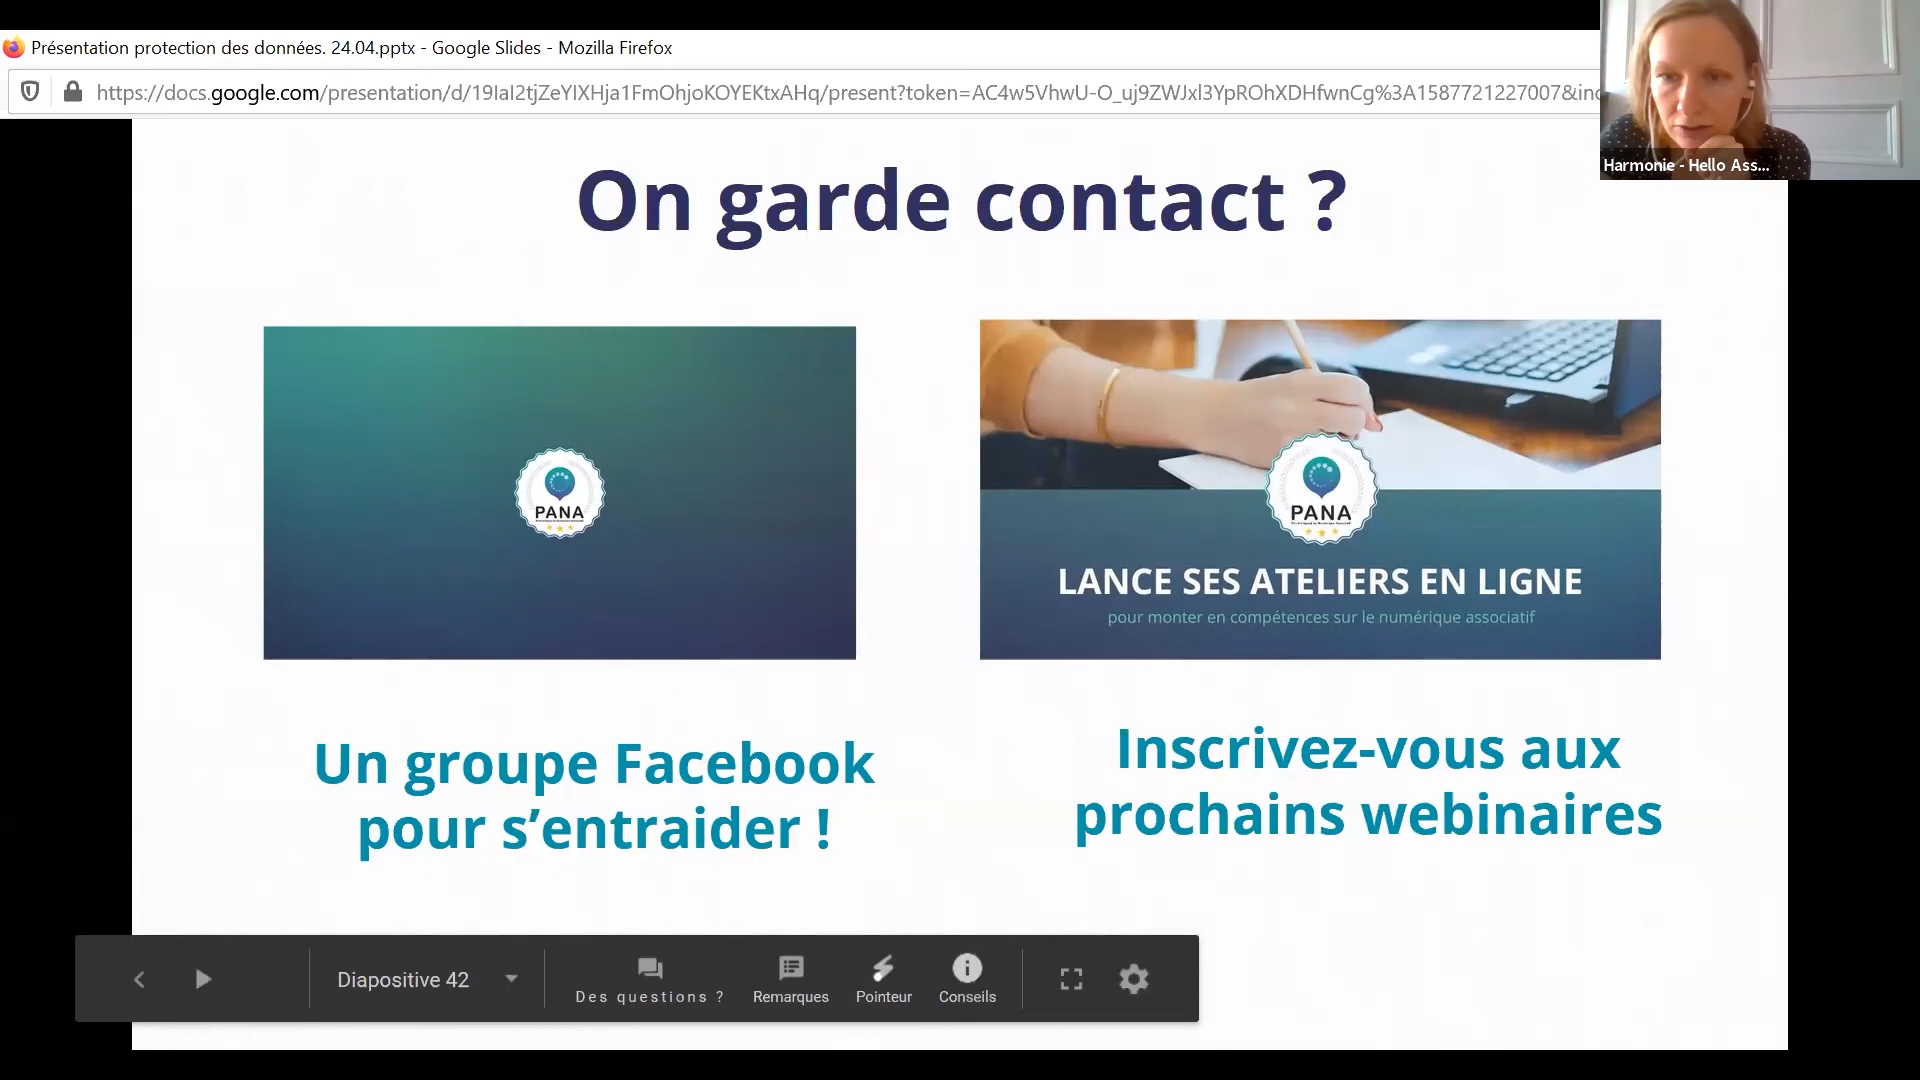 Présentation protection des données. 24.04.pptx - Google Slides - Mozilla Firefox
https://docs.google.com/presentation/d/19IaI2tjZeYlXHja1FmOhjoKOYEKtxAHq/present?token=AC4w5VhwU-O_uj9ZWJxl3YpROhXDHfwnCg%3A1587721227007&inc
Harmonie - Hello Ass...
On garde contact ?
PANA
PANA
LANCE SES ATELIERS EN LIGNE
pour monter en compétences sur le numérique associatif
Un groupe Facebook
pour s’entraider !
Inscrivez-vous aux
prochains webinaires
Diapositive 42
Des questions ?
Remarques
Pointeur
Conseils